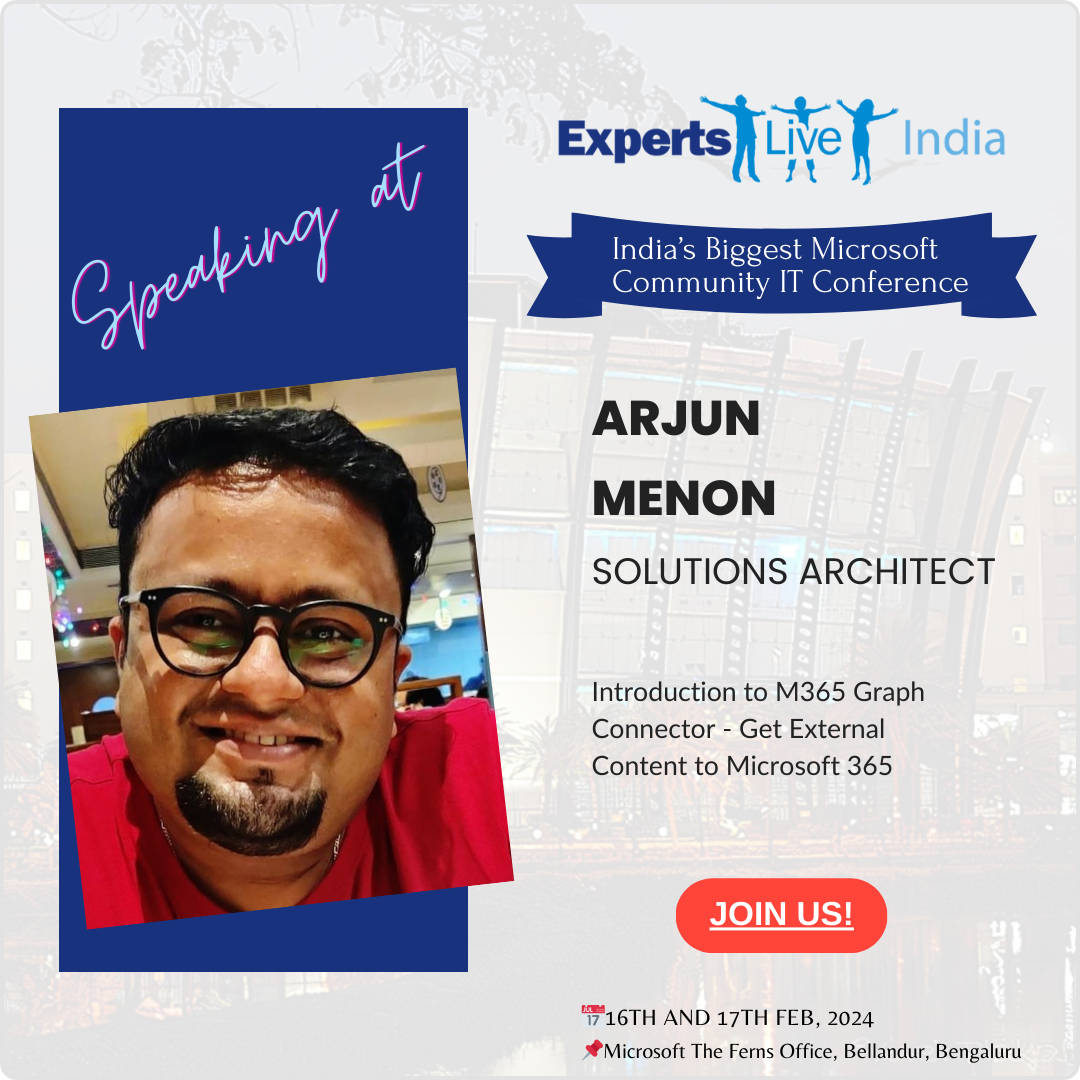 Speaking at
Experts Live India
India’s Biggest Microsoft
Community IT Conference
ARJUN
MENON
SOLUTIONS ARCHITECT
Introduction to M365 Graph
Connector - Get External
Content to Microsoft 365
JOIN US!
JUL
17
16TH AND 17TH FEB, 2024
Microsoft The Ferns Office, Bellandur, Bengaluru